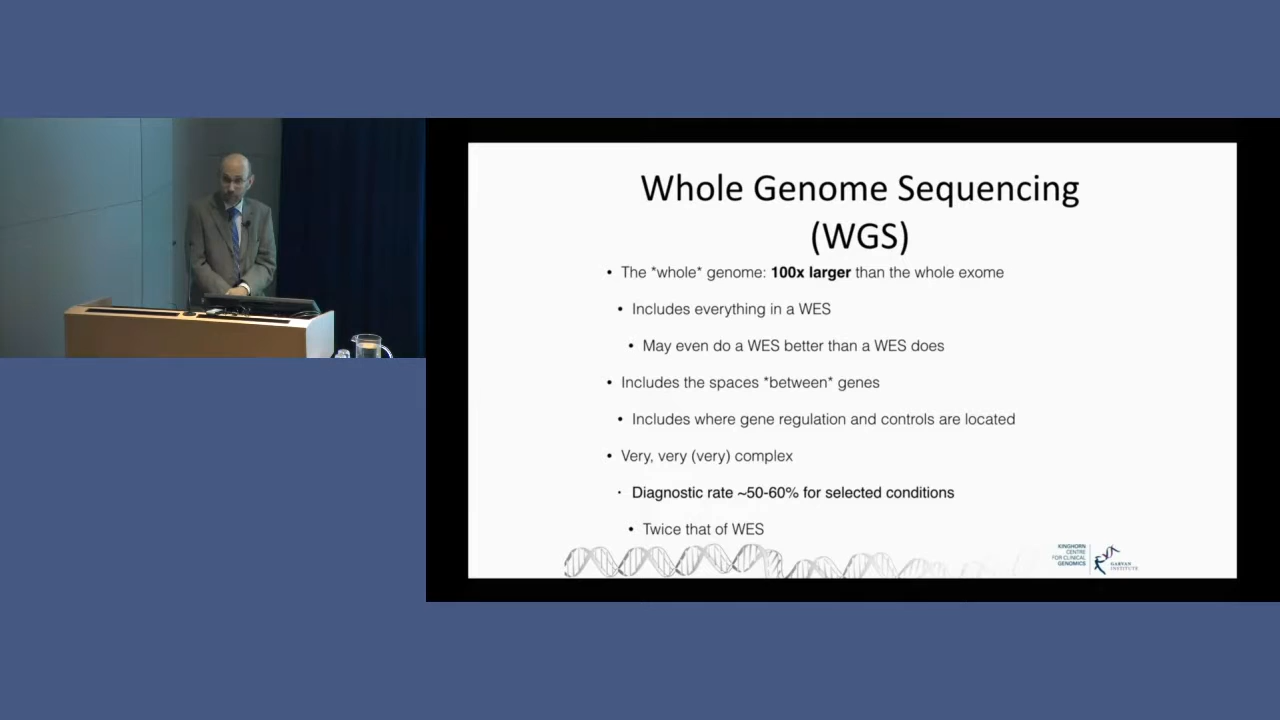 Whole Genome Sequencing
(WGS)
• The *whole* genome: 100x larger than the whole exome
• Includes everything in a WES
• May even do a WES better than a WES does
• Includes the spaces *between* genes
• Includes where gene regulation and controls are located
• Very, very (very) complex
• Diagnostic rate ~50-60% for selected conditions
• Twice that of WES
KINGHORN
CENTRE
FOR CLINICAL
GENOMICS
GARVAN
INSTITUTE